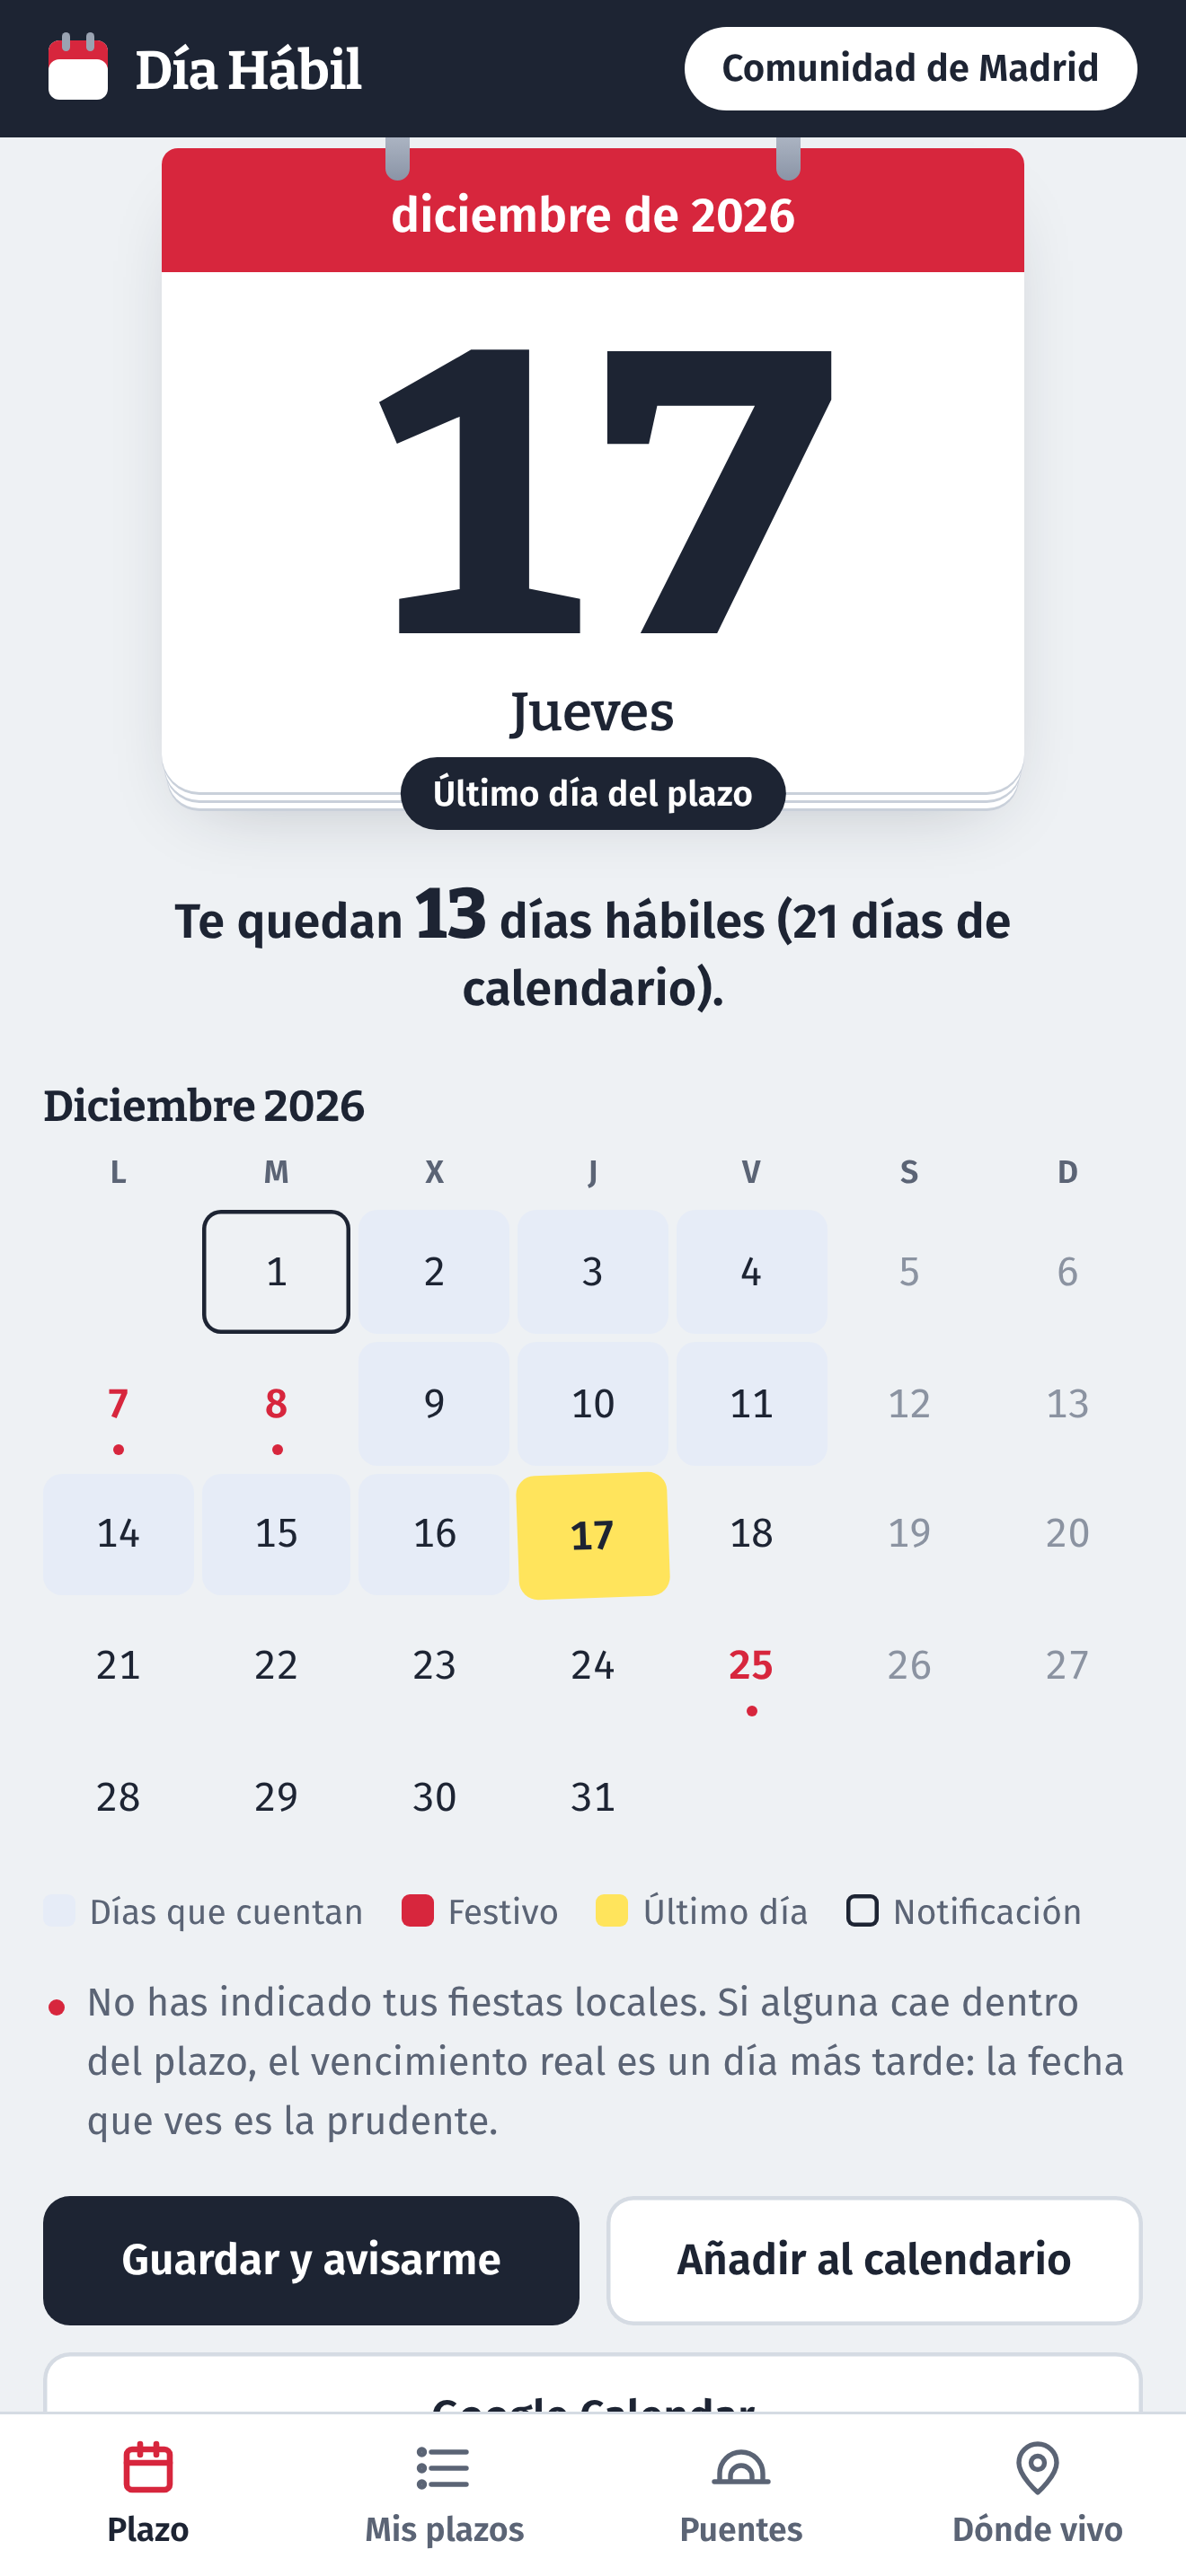 Día Hábil
Comunidad de Madrid
diciembre de 2026
17
Jueves
Último día del plazo
Te quedan 13 días hábiles (21 días de
calendario).
Diciembre 2026
L M X J V S D
1 2 3 4 5 6
7 8 9 10 11 12 13
14 15 16 17 18 19 20
21 22 23 24 25 26 27
28 29 30 31
Días que cuentan Festivo Último día Notificación
No has indicado tus fiestas locales. Si alguna cae dentro
del plazo, el vencimiento real es un día más tarde: la fecha
que ves es la prudente.
Guardar y avisarme
Añadir al calendario
Google Calendar
Plazo Mis plazos Puentes Dónde vivo